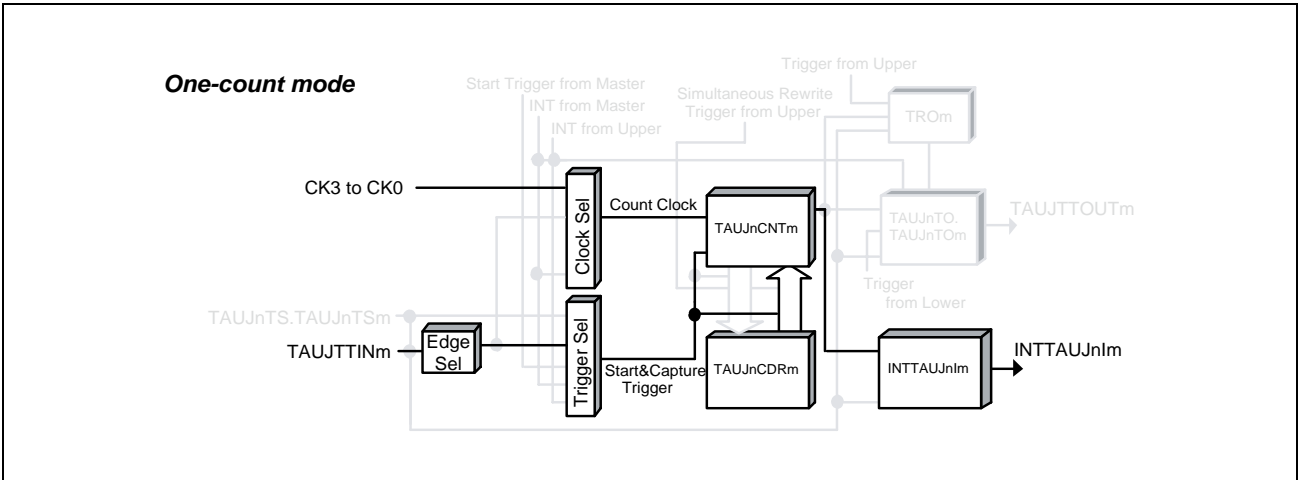 One-count mode
Start Trigger from Master
INT from Master
INT from Upper
Simultaneous Rewrite
Trigger from Upper
Trigger from Upper
TROm
CK3 to CK0
Clock Sel
Count Clock
TAUJnCNTm
TAUJnTO.
TAUJnTOm
TAUJTTOUTm
Trigger
from Lower
TAUJnTS.TAUJnTSm
TAUJTTINm
Edge
Sel
Trigger Sel
Start&Capture
Trigger
TAUJnCDRm
INTTAUJnIm
INTTAUJnIm